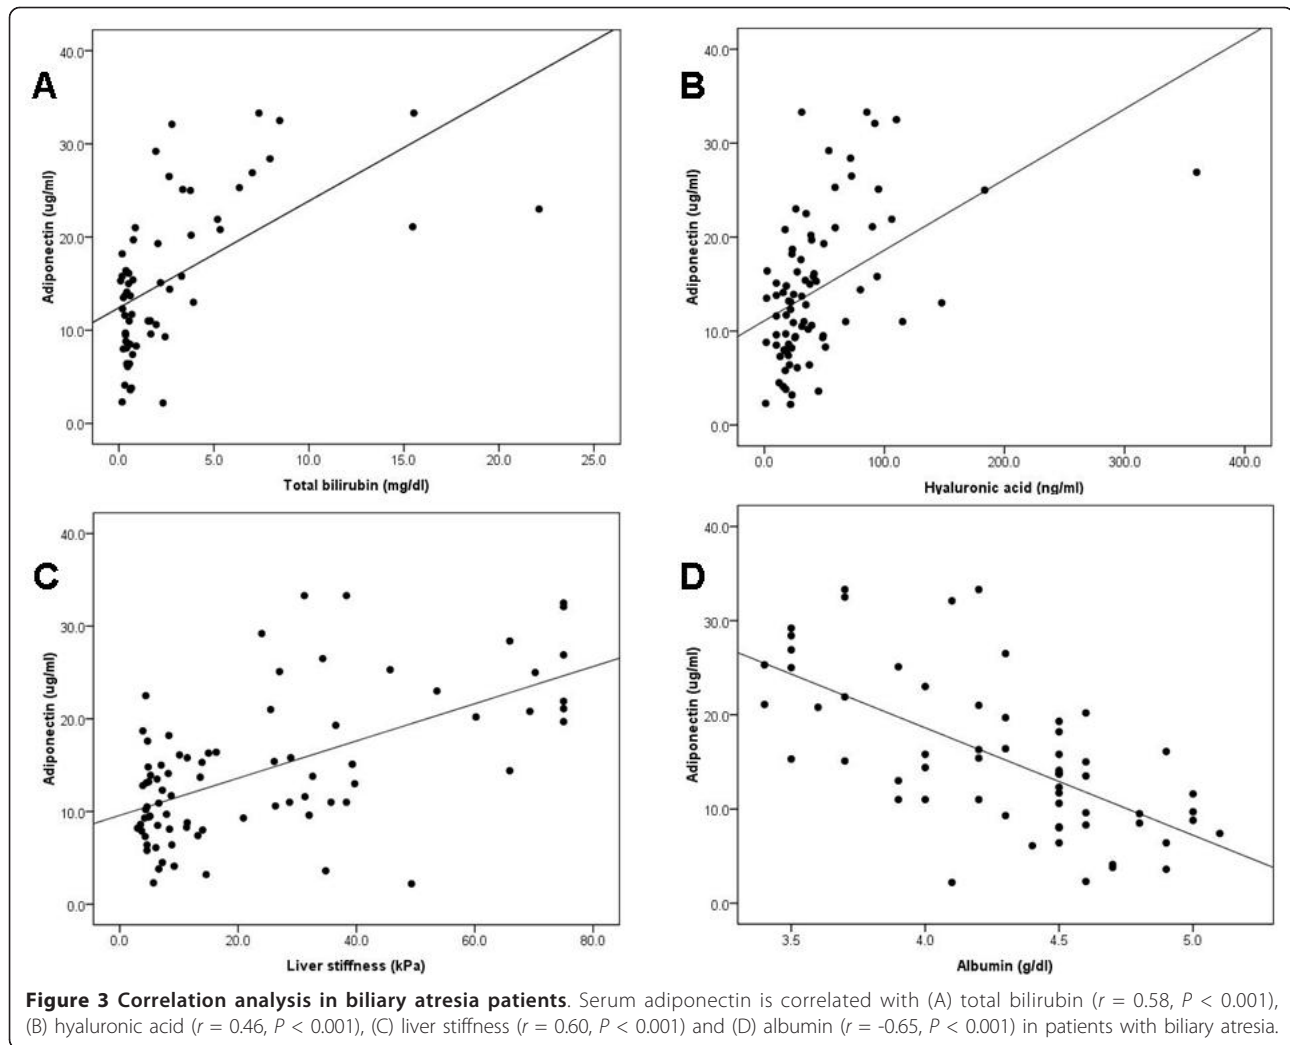 A
40.0
30.0
20.0
10.0
0.0
Adiponectin (ug/ml)
0.0 5.0 10.0 15.0 20.0 25.0
Total bilirubin (mg/dl)
B
40.0
30.0
20.0
10.0
0.0
Adiponectin (ug/ml)
0.0 100.0 200.0 300.0 400.0
Hyaluronic acid (ng/ml)
C
40.0
30.0
20.0
10.0
0.0
Adiponectin (ug/ml)
0.0 20.0 40.0 60.0 80.0
Liver stiffness (kPa)
D
40.0
30.0
20.0
10.0
0.0
Adiponectin (ug/ml)
3.5 4.0 4.5 5.0
Albumin (g/dl)
Figure 3 Correlation analysis in biliary atresia patients. Serum adiponectin is correlated with (A) total bilirubin (r = 0.58, P < 0.001),
(B) hyaluronic acid (r = 0.46, P < 0.001), (C) liver stiffness (r = 0.60, P < 0.001) and (D) albumin (r = -0.65, P < 0.001) in patients with biliary atresia.